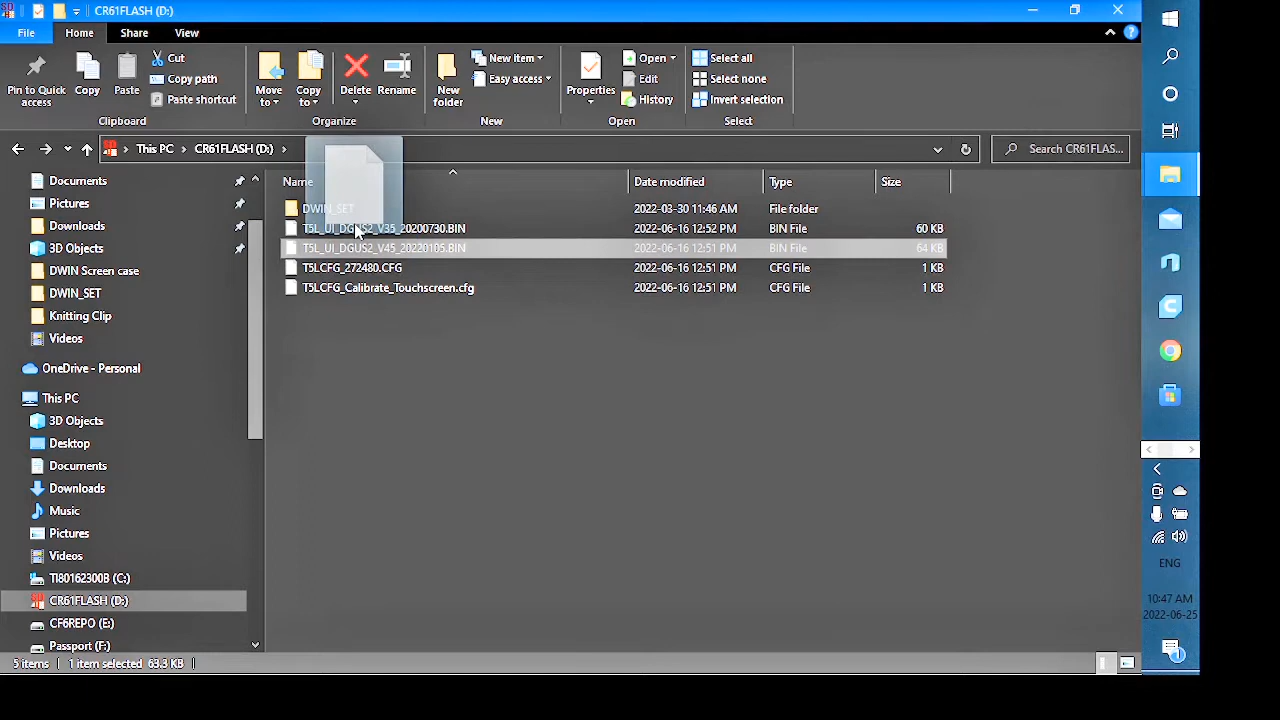 CR61FLASH (D:)
File Home Share View
Pin to Quick access
Copy
Paste
Cut
Copy path
Paste shortcut
Clipboard
Move to
Copy to
Delete
Rename
Organize
New folder
New item
Easy access
New
Properties
Open
Edit
History
Open
Select all
Select none
Invert selection
Select
This PC CR61FLASH (D:)
Search CR61FLAS...
Name Date modified Type Size
DWIN_SET 2022-03-30 11:46 AM File folder
T5L_UI_DGUS2_V35_20200730.BIN 2022-06-16 12:52 PM BIN File 60 KB
T5L_UI_DGUS2_V45_20220105.BIN 2022-06-16 12:51 PM BIN File 64 KB
T5LCFG_272480.CFG 2022-06-16 12:51 PM CFG File 1 KB
T5LCFG_Calibrate_Touchscreen.cfg 2022-06-16 12:51 PM CFG File 1 KB
Documents
Pictures
Downloads
3D Objects
DWIN Screen case
DWIN_SET
Knitting Clip
Videos
OneDrive - Personal
This PC
3D Objects
Desktop
Documents
Downloads
Music
Pictures
Videos
TI80162300B (C:)
CR61FLASH (D:)
CF6REPO (E:)
Passport (F:)
5 items 1 item selected 63.3 KB
ENG
10:47 AM
2022-06-25
1